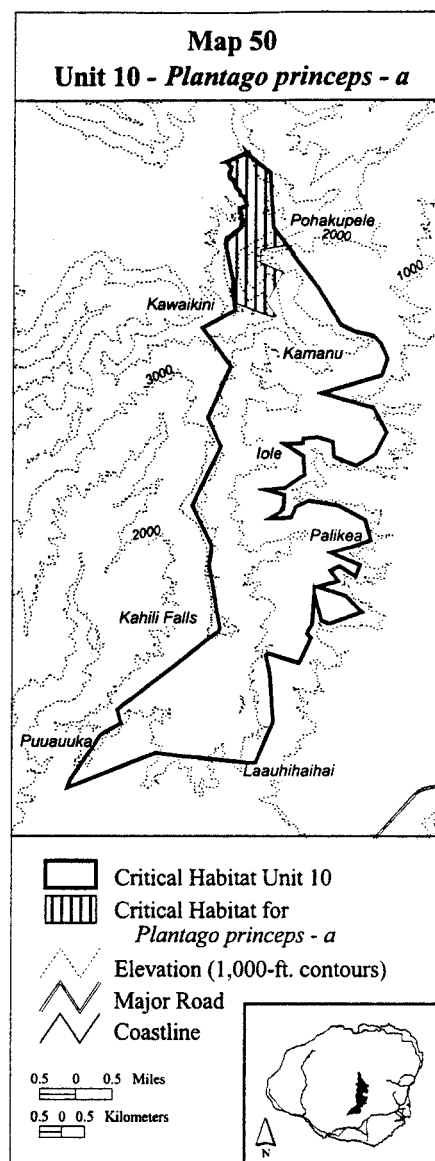 Map 50
Unit 10 - Plantago princeps - a
Pohakupele
2000
1000
Kawaikini
Kamanu
3000
Iole
2000
Palikea
Kahili Falls
Puuauuka
Laauhihaihai
Critical Habitat Unit 10
Critical Habitat for
Plantago princeps - a
Elevation (1,000-ft. contours)
Major Road
Coastline
0.5 0 0.5 Miles
0.5 0 0.5 Kilometers
N